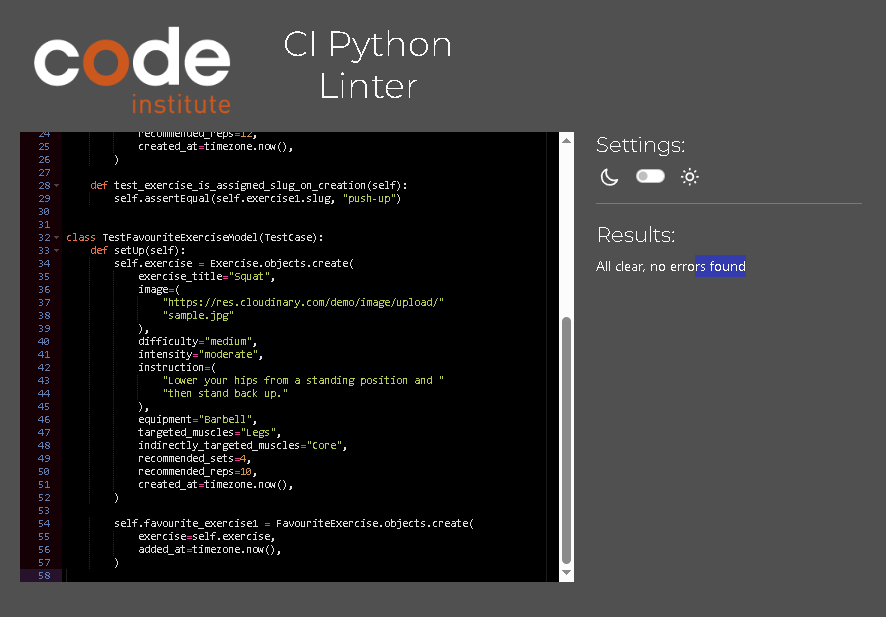 code
institute
CI Python
Linter
24 recommended_reps=12,
25 created_at=timezone.now(),
26 )
27
28 def test_exercise_is_assigned_slug_on_creation(self):
29 self.assertEqual(self.exercise1.slug, "push-up")
30
31
32 class TestFavouriteExerciseModel(TestCase):
33 def setUp(self):
34 self.exercise = Exercise.objects.create(
35 exercise_title="Squat",
36 image=(
37 "https://res.cloudinary.com/demo/image/upload/"
38 "sample.jpg"
39 ),
40 difficulty="medium",
41 intensity="moderate",
42 instruction=(
43 "Lower your hips from a standing position and "
44 "then stand back up."
45 ),
46 equipment="Barbell",
47 targeted_muscles="Legs",
48 indirectly_targeted_muscles="Core",
49 recommended_sets=4,
50 recommended_reps=10,
51 created_at=timezone.now(),
52 )
53
54 self.favourite_exercise1 = FavouriteExercise.objects.create(
55 exercise=self.exercise,
56 added_at=timezone.now(),
57 )
58
Settings:
Results:
All clear, no errors found